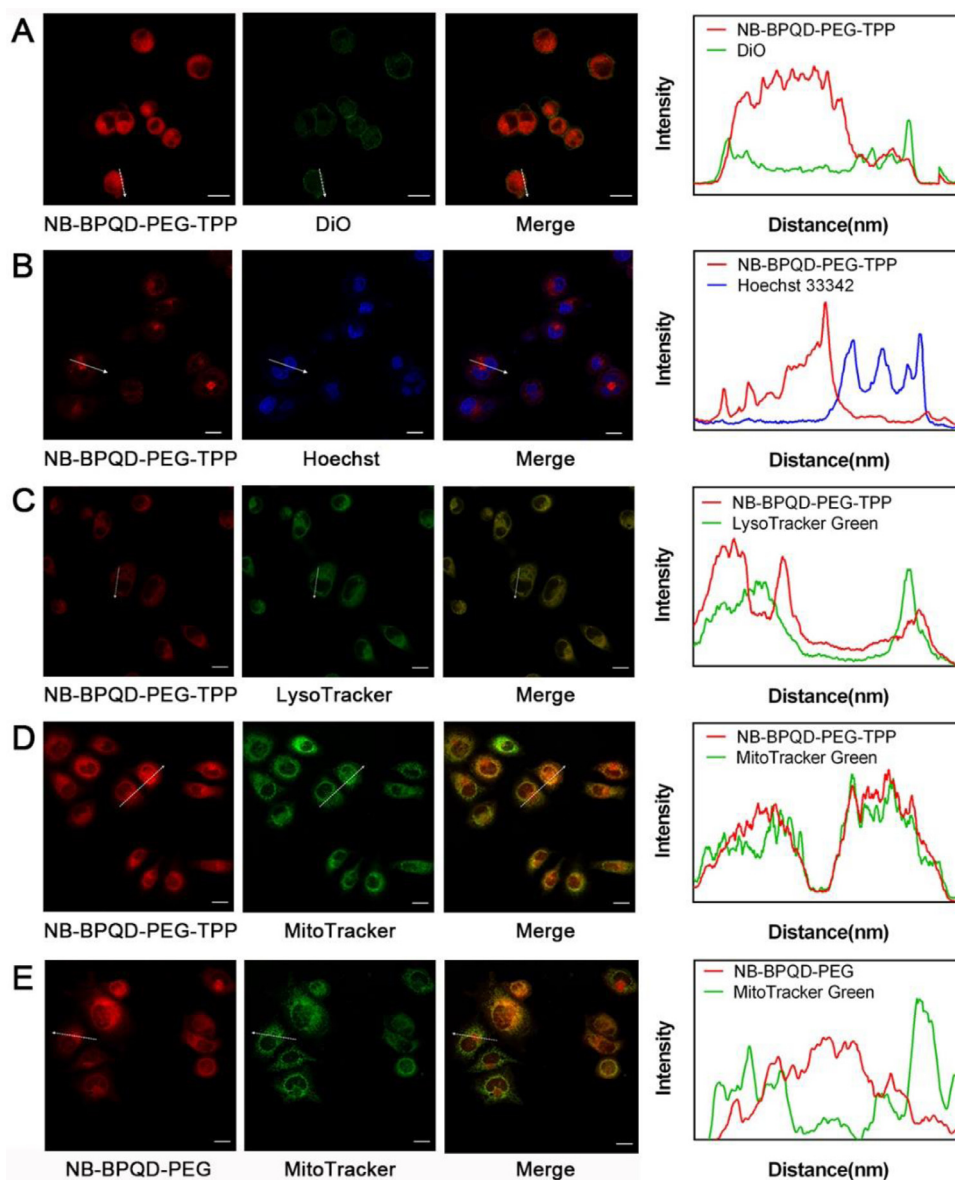 A
NB-BPQD-PEG-TPP
DiO
Merge
NB-BPQD-PEG-TPP
DiO
Intensity
Distance(nm)
B
NB-BPQD-PEG-TPP
Hoechst
Merge
NB-BPQD-PEG-TPP
Hoechst 33342
Intensity
Distance(nm)
C
NB-BPQD-PEG-TPP
LysoTracker
Merge
NB-BPQD-PEG-TPP
LysoTracker Green
Intensity
Distance(nm)
D
NB-BPQD-PEG-TPP
MitoTracker
Merge
NB-BPQD-PEG-TPP
MitoTracker Green
Intensity
Distance(nm)
E
NB-BPQD-PEG
MitoTracker
Merge
NB-BPQD-PEG
MitoTracker Green
Intensity
Distance(nm)